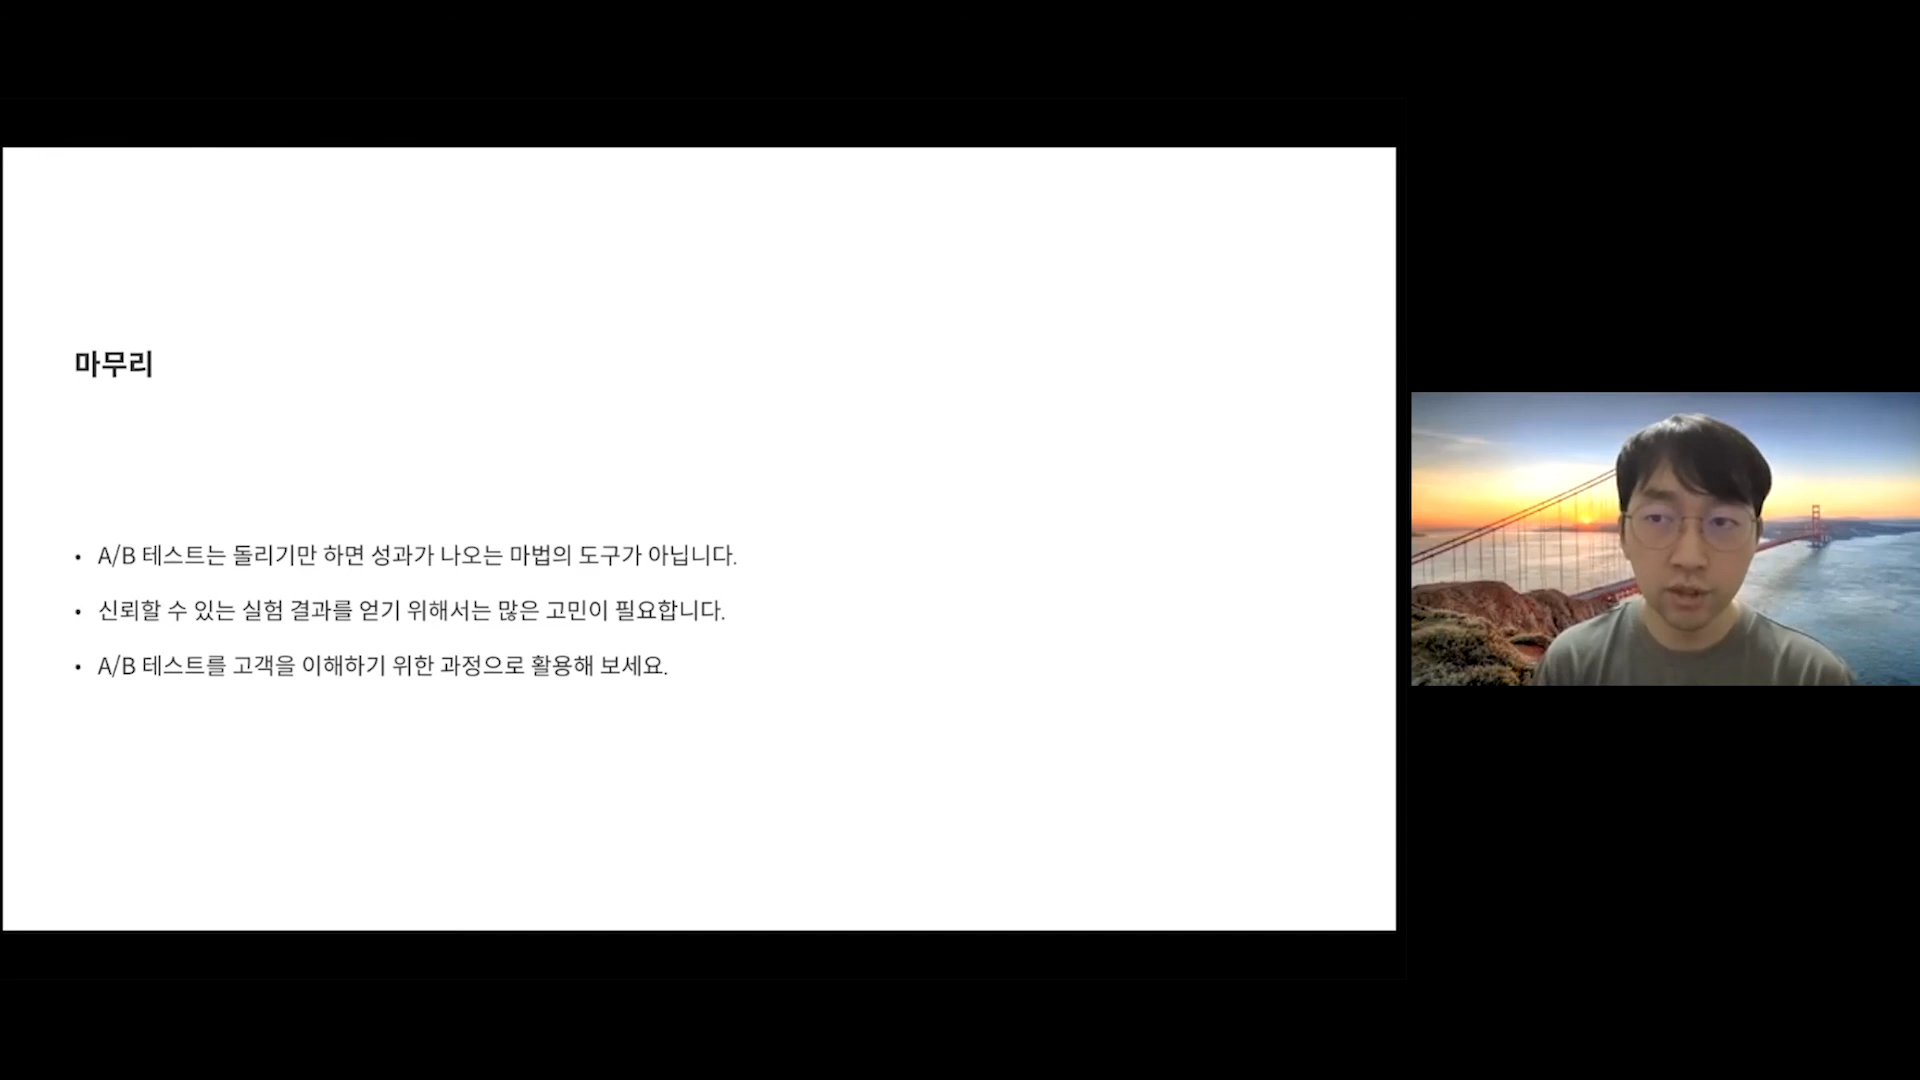 마무리
• A/B 테스트는 돌리기만 하면 성과가 나오는 마법의 도구가 아닙니다.
• 신뢰할 수 있는 실험 결과를 얻기 위해서는 많은 고민이 필요합니다.
• A/B 테스트를 고객을 이해하기 위한 과정으로 활용해 보세요.